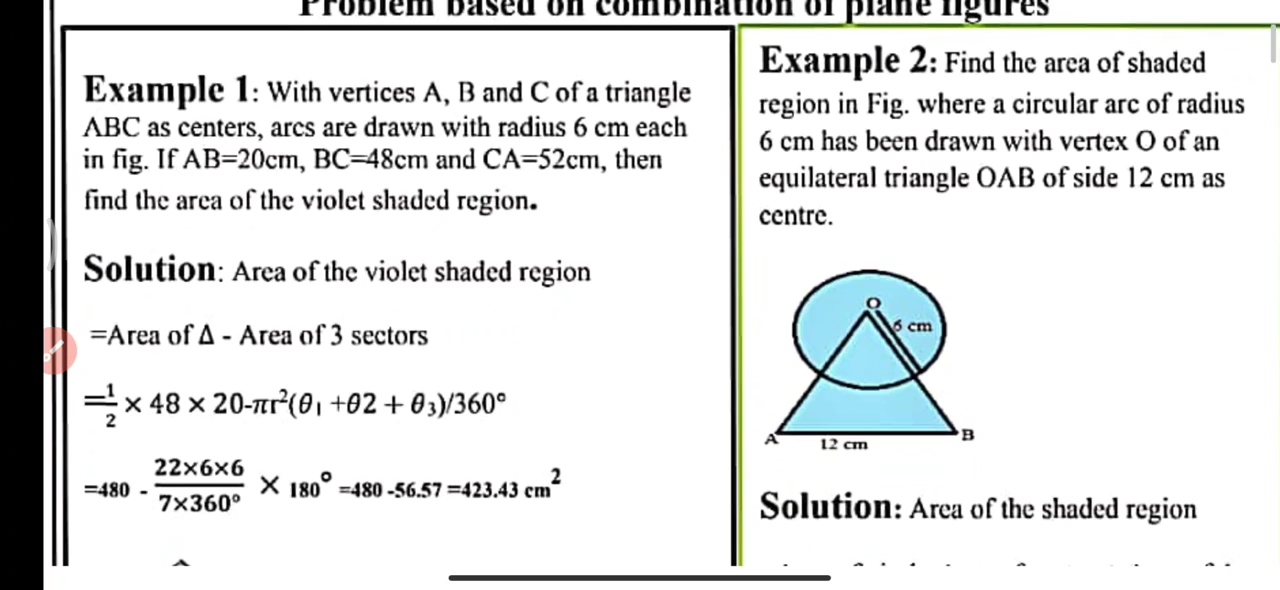 Problem based on combination of plane figures
Example 1: With vertices A, B and C of a triangle
ABC as centers, arcs are drawn with radius 6 cm each
in fig. If AB=20cm, BC=48cm and CA=52cm, then
find the area of the violet shaded region.
Solution: Area of the violet shaded region
=Area of Δ - Area of 3 sectors
=1/2 × 48 × 20-πr²(θ₁ +θ2 + θ₃)/360°
=480 - 22×6×6/7×360° × 180° =480 -56.57 =423.43 cm²
Example 2: Find the area of shaded
region in Fig. where a circular arc of radius
6 cm has been drawn with vertex O of an
equilateral triangle OAB of side 12 cm as
centre.
O
6 cm
A
B
12 cm
Solution: Area of the shaded region